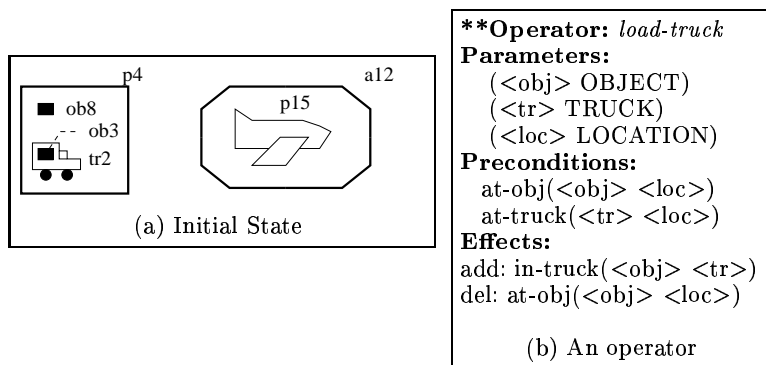 p4
a12
ob8
ob3
tr2
p15
(a) Initial State
**Operator: load-truck
Parameters:
(<obj> OBJECT)
(<tr> TRUCK)
(<loc> LOCATION)
Preconditions:
at-obj(<obj> <loc>)
at-truck(<tr> <loc>)
Effects:
add: in-truck(<obj> <tr>)
del: at-obj(<obj> <loc>)
(b) An operator